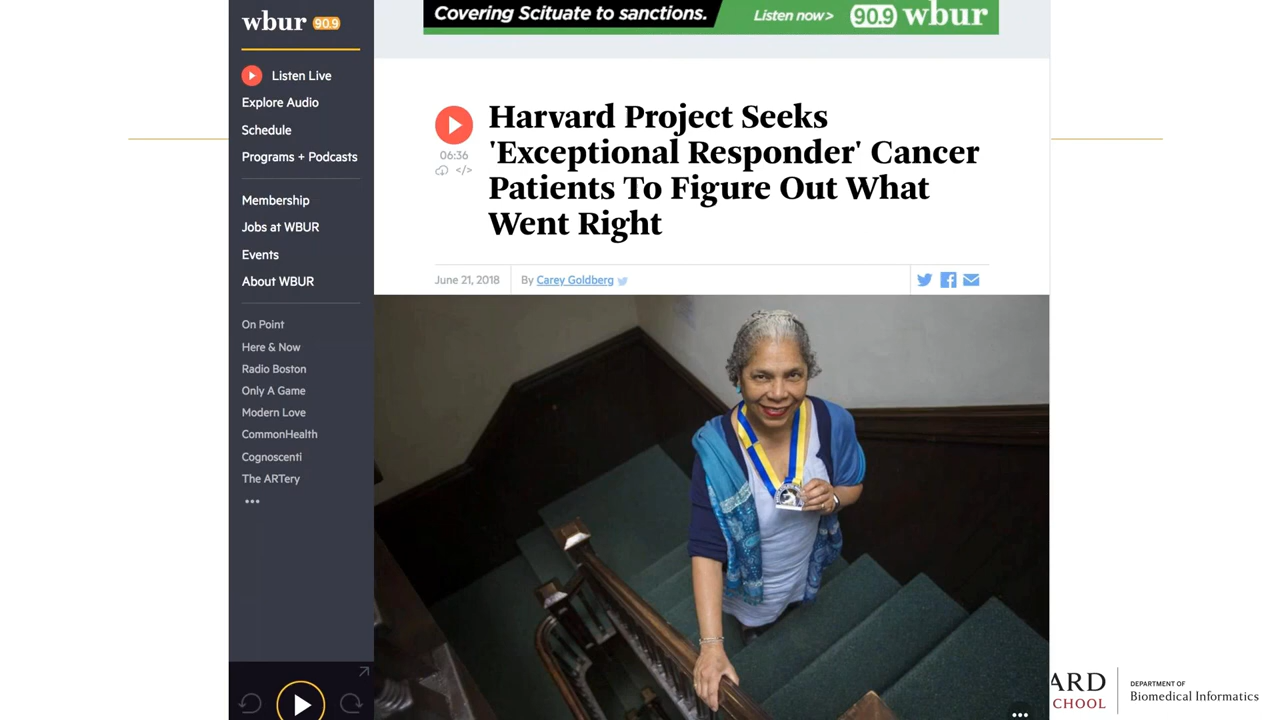 wbur 90.9
Listen Live
Explore Audio
Schedule
Programs + Podcasts
Membership
Jobs at WBUR
Events
About WBUR
On Point
Here & Now
Radio Boston
Only A Game
Modern Love
CommonHealth
Cognoscenti
The ARTery
•••
Covering Scituate to sanctions.
Listen now>
90.9 wbur
06:36
</>
Harvard Project Seeks
'Exceptional Responder' Cancer
Patients To Figure Out What
Went Right
June 21, 2018
By Carey Goldberg
•••
ARD
CHOOL
DEPARTMENT OF
Biomedical Informatics